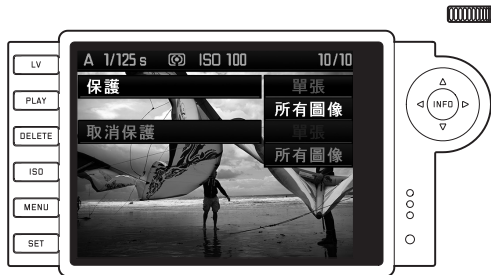 LV
PLAY
DELETE
ISO
MENU
SET
A 1/125 s ISO 100 10/10
保護 單張
所有圖像
取消保護 單張
所有圖像
INFO